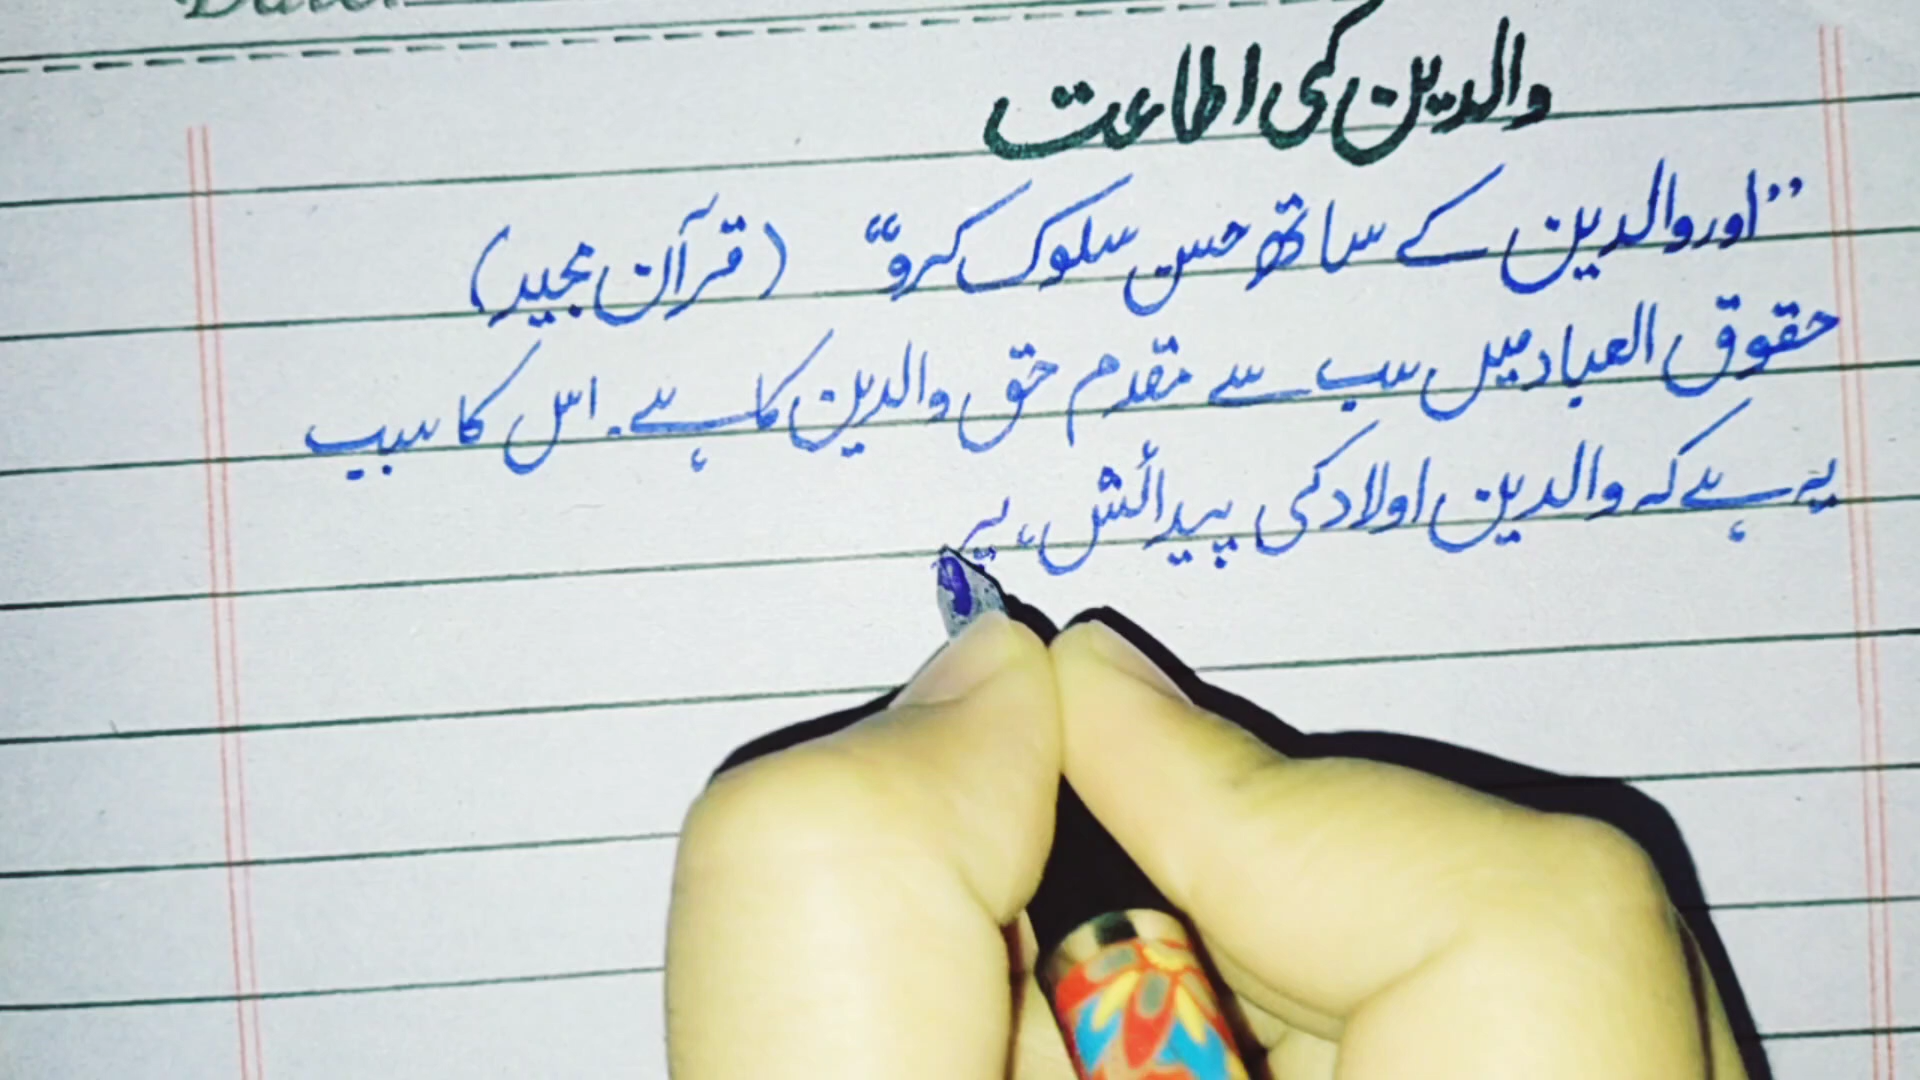 Date:
والدین کی اطاعت
”اور والدین کے ساتھ حسن سلوک کرو“ (قرآن مجید)
حقوق العباد میں سب سے مقدم حق والدین کا ہے۔ اس کا سبب
یہ ہے کہ والدین اولاد کی پیدائش،